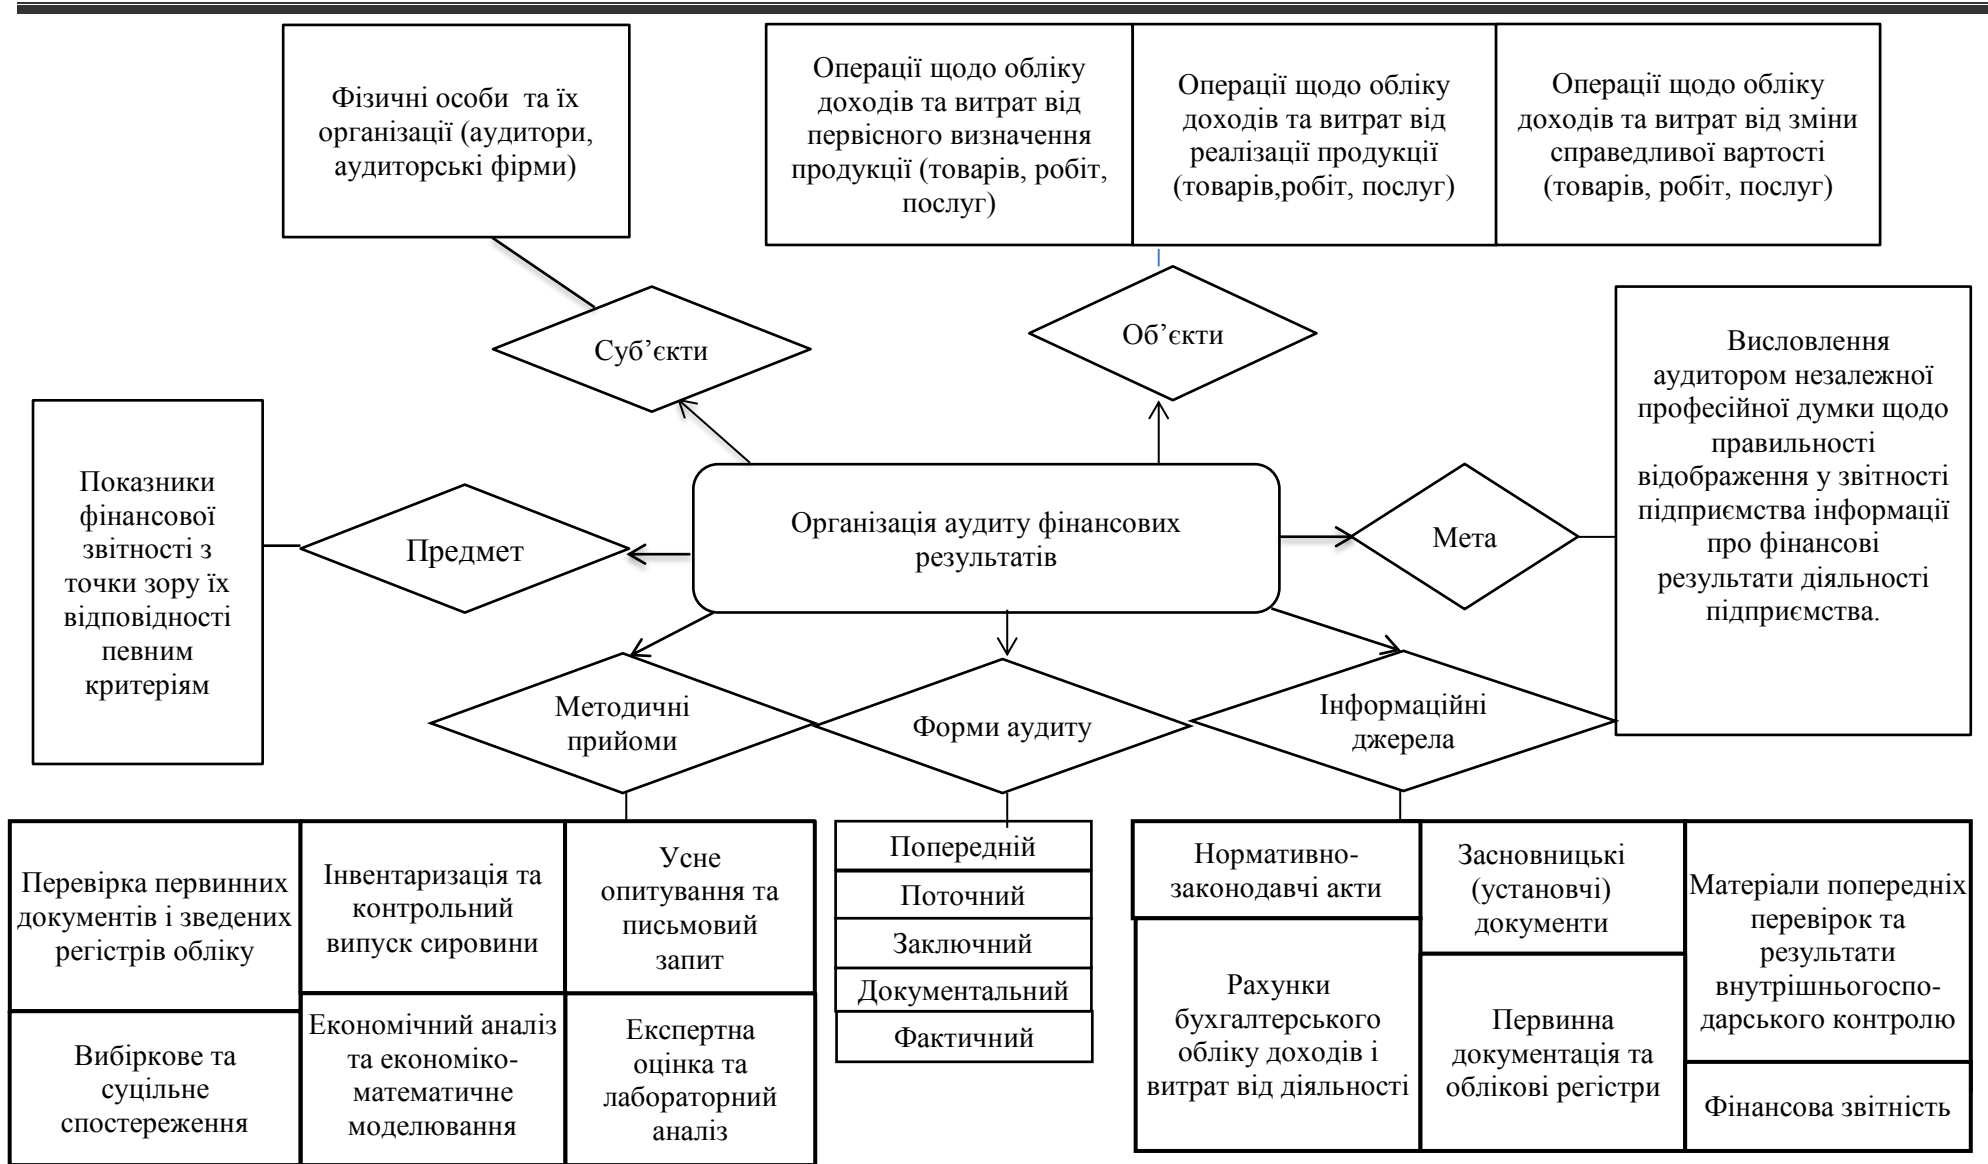 Фізичні особи та їх
організації (аудитори,
аудиторські фірми)
Операції щодо обліку
доходів та витрат від
первісного визначення
продукції (товарів, робіт,
послуг)
Операції щодо обліку
доходів та витрат від
реалізації продукції
(товарів,робіт, послуг)
Операції щодо обліку
доходів та витрат від зміни
справедливої вартості
(товарів, робіт, послуг)
Суб’єкти
Об’єкти
Показники
фінансової
звітності з
точки зору їх
відповідності
певним
критеріям
Предмет
Організація аудиту фінансових
результатів
Мета
Висловлення
аудитором незалежної
професійної думки щодо
правильності
відображення у звітності
підприємства інформації
про фінансові
результати діяльності
підприємства.
Методичні
прийоми
Форми аудиту
Інформаційні
джерела
Перевірка первинних
документів і зведених
регістрів обліку
Інвентаризація та
контрольний
випуск сировини
Усне
опитування та
письмовий
запит
Вибіркове та
суцільне
спостереження
Економічний аналіз
та економіко-
математичне
моделювання
Експертна
оцінка та
лабораторний
аналіз
Попередній
Поточний
Заключний
Документальний
Фактичний
Нормативно-
законодавчі акти
Засновницькі
(установчі)
документи
Матеріали попередніх
перевірок та
результати
внутрішньогоспо-
дарського контролю
Рахунки
бухгалтерського
обліку доходів і
витрат від діяльності
Первинна
документація та
облікові регістри
Фінансова звітність